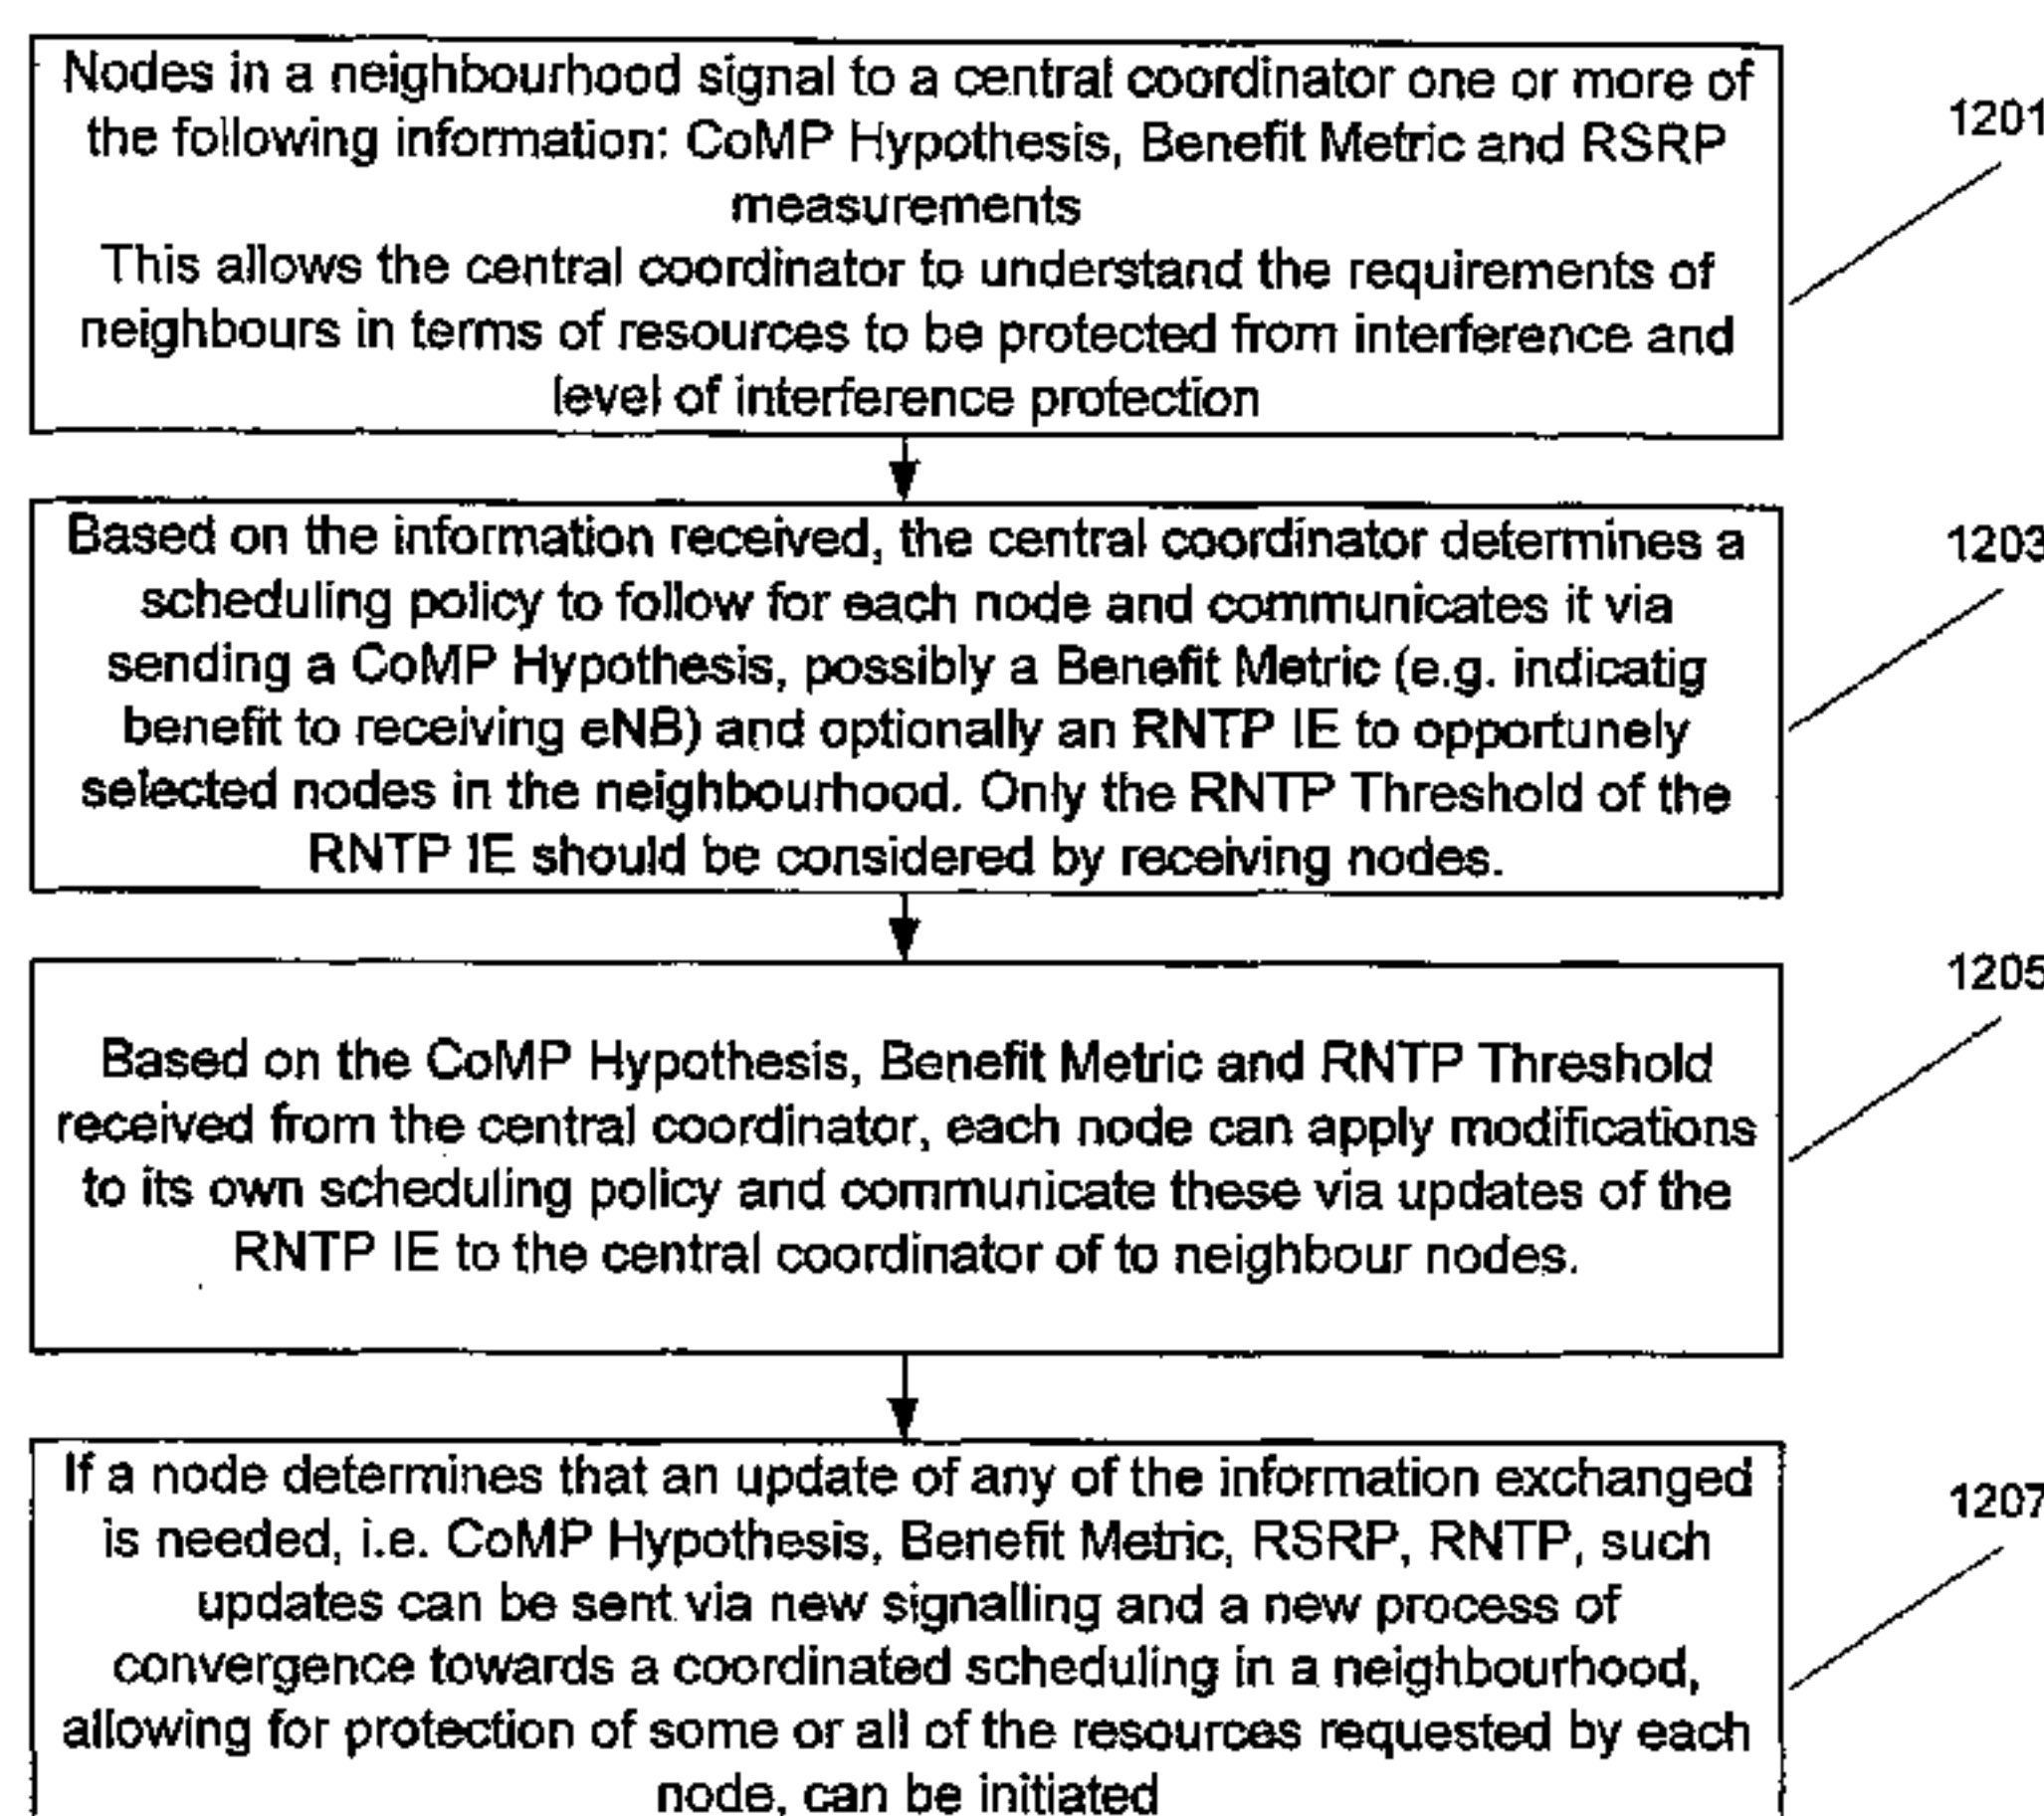 Nodes in a neighbourhood signal to a central coordinator one or more of
the following information: CoMP Hypothesis, Benefit Metric and RSRP
measurements
This allows the central coordinator to understand the requirements of
neighbours in terms of resources to be protected from interference and
level of interference protection
1201
Based on the information received, the central coordinator determines a
scheduling policy to follow for each node and communicates it via
sending a CoMP Hypothesis, possibly a Benefit Metric (e.g. indicatig
benefit to receiving eNB) and optionally an RNTP IE to opportunely
selected nodes in the neighbourhood. Only the RNTP Threshold of the
RNTP IE should be considered by receiving nodes.
1203
Based on the CoMP Hypothesis, Benefit Metric and RNTP Threshold
received from the central coordinator, each node can apply modifications
to its own scheduling policy and communicate these via updates of the
RNTP IE to the central coordinator of to neighbour nodes.
1205
If a node determines that an update of any of the information exchanged
is needed, i.e. CoMP Hypothesis, Benefit Metric, RSRP, RNTP, such
updates can be sent via new signalling and a new process of
convergence towards a coordinated scheduling in a neighbourhood,
allowing for protection of some or all of the resources requested by each
node, can be initiated
1207